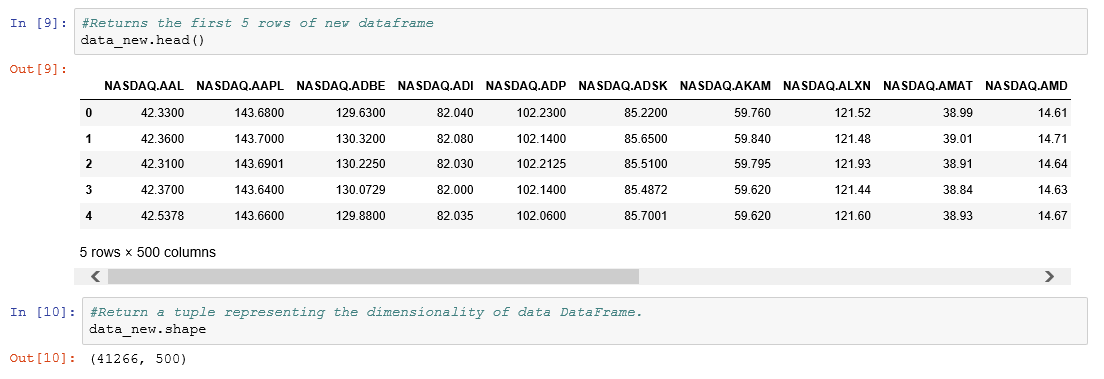 In [9]: #Returns the first 5 rows of new dataframe
data_new.head()
Out[9]:
NASDAQ.AAL NASDAQ.AAPL NASDAQ.ADBE NASDAQ.ADI NASDAQ.ADP NASDAQ.ADSK NASDAQ.AKAM NASDAQ.ALXN NASDAQ.AMAT NASDAQ.AMD
0 42.3300 143.6800 129.6300 82.040 102.2300 85.2200 59.760 121.52 38.99 14.61
1 42.3600 143.7000 130.3200 82.080 102.1400 85.6500 59.840 121.48 39.01 14.71
2 42.3100 143.6901 130.2250 82.030 102.2125 85.5100 59.795 121.93 38.91 14.64
3 42.3700 143.6400 130.0729 82.000 102.1400 85.4872 59.620 121.44 38.84 14.63
4 42.5378 143.6600 129.8800 82.035 102.0600 85.7001 59.620 121.60 38.93 14.67
5 rows × 500 columns
In [10]: #Return a tuple representing the dimensionality of data DataFrame.
data_new.shape
Out[10]: (41266, 500)